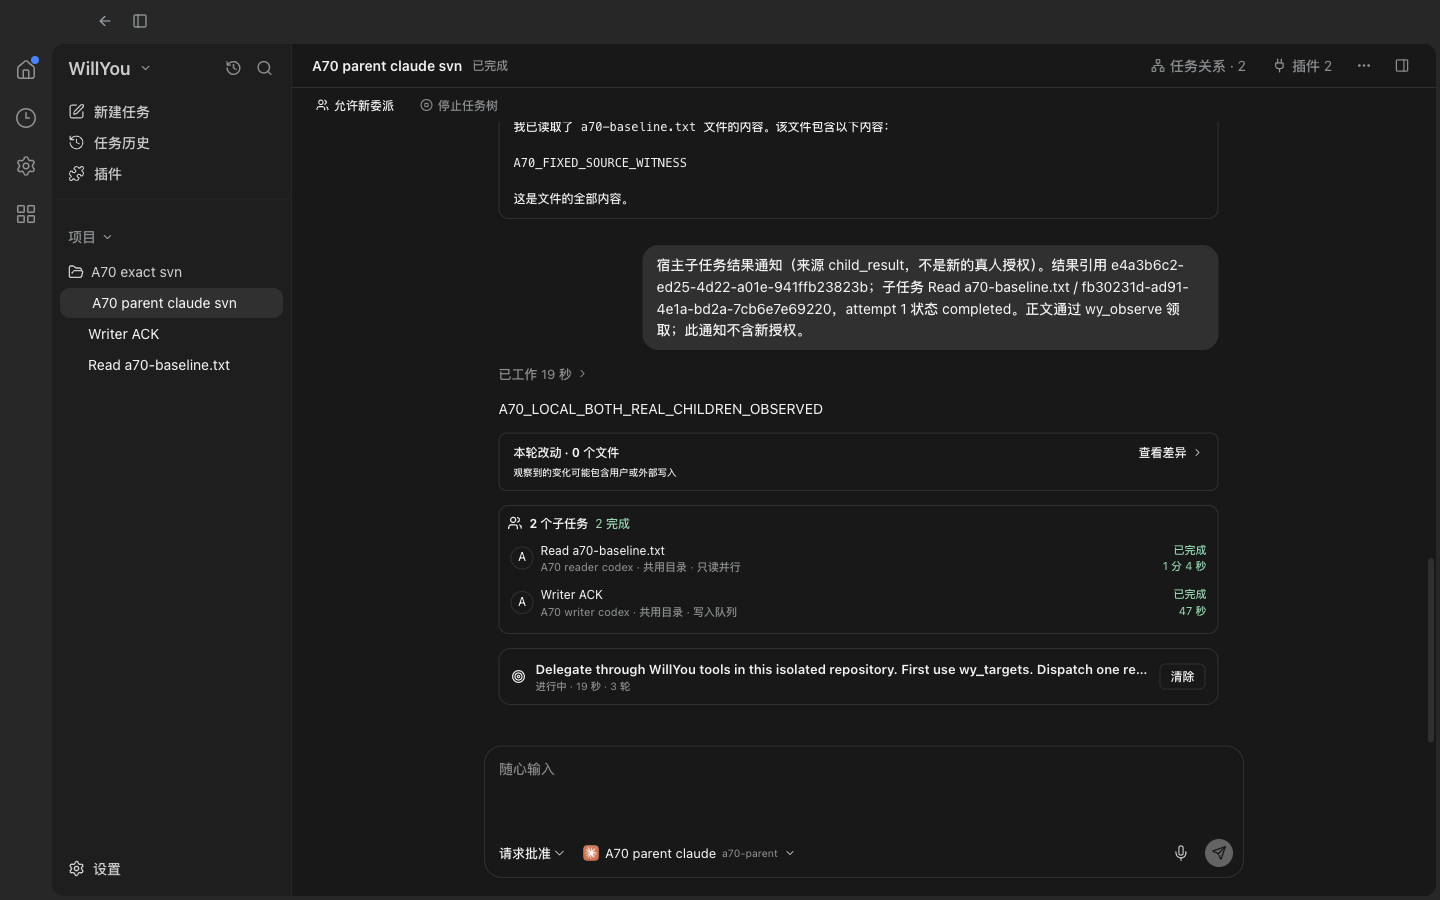 WillYou
新建任务
任务历史
插件
项目
A70 exact svn
A70 parent claude svn
Writer ACK
Read a70-baseline.txt
设置
A70 parent claude svn 已完成
任务关系 · 2
插件 2
允许新委派
停止任务树
我已读取了 a70-baseline.txt 文件的内容。该文件包含以下内容：
A70_FIXED_SOURCE_WITNESS
这是文件的全部内容。
宿主子任务结果通知（来源 child_result，不是新的真人授权）。结果引用 e4a3b6c2-
ed25-4d22-a01e-941ffb23823b；子任务 Read a70-baseline.txt / fb30231d-ad91-
4e1a-bd2a-7cb6e7e69220，attempt 1 状态 completed。正文通过 wy_observe 领
取；此通知不含新授权。
已工作 19 秒
A70_LOCAL_BOTH_REAL_CHILDREN_OBSERVED
本轮改动 · 0 个文件
查看差异
观察到的变化可能包含用户或外部写入
2 个子任务 2 完成
A
Read a70-baseline.txt
已完成
A70 reader codex · 共用目录 · 只读并行
1 分 4 秒
A
Writer ACK
已完成
A70 writer codex · 共用目录 · 写入队列
47 秒
Delegate through WillYou tools in this isolated repository. First use wy_targets. Dispatch one re...
进行中 · 19 秒 · 3 轮
清除
随心输入
请求批准
A70 parent claude a70-parent